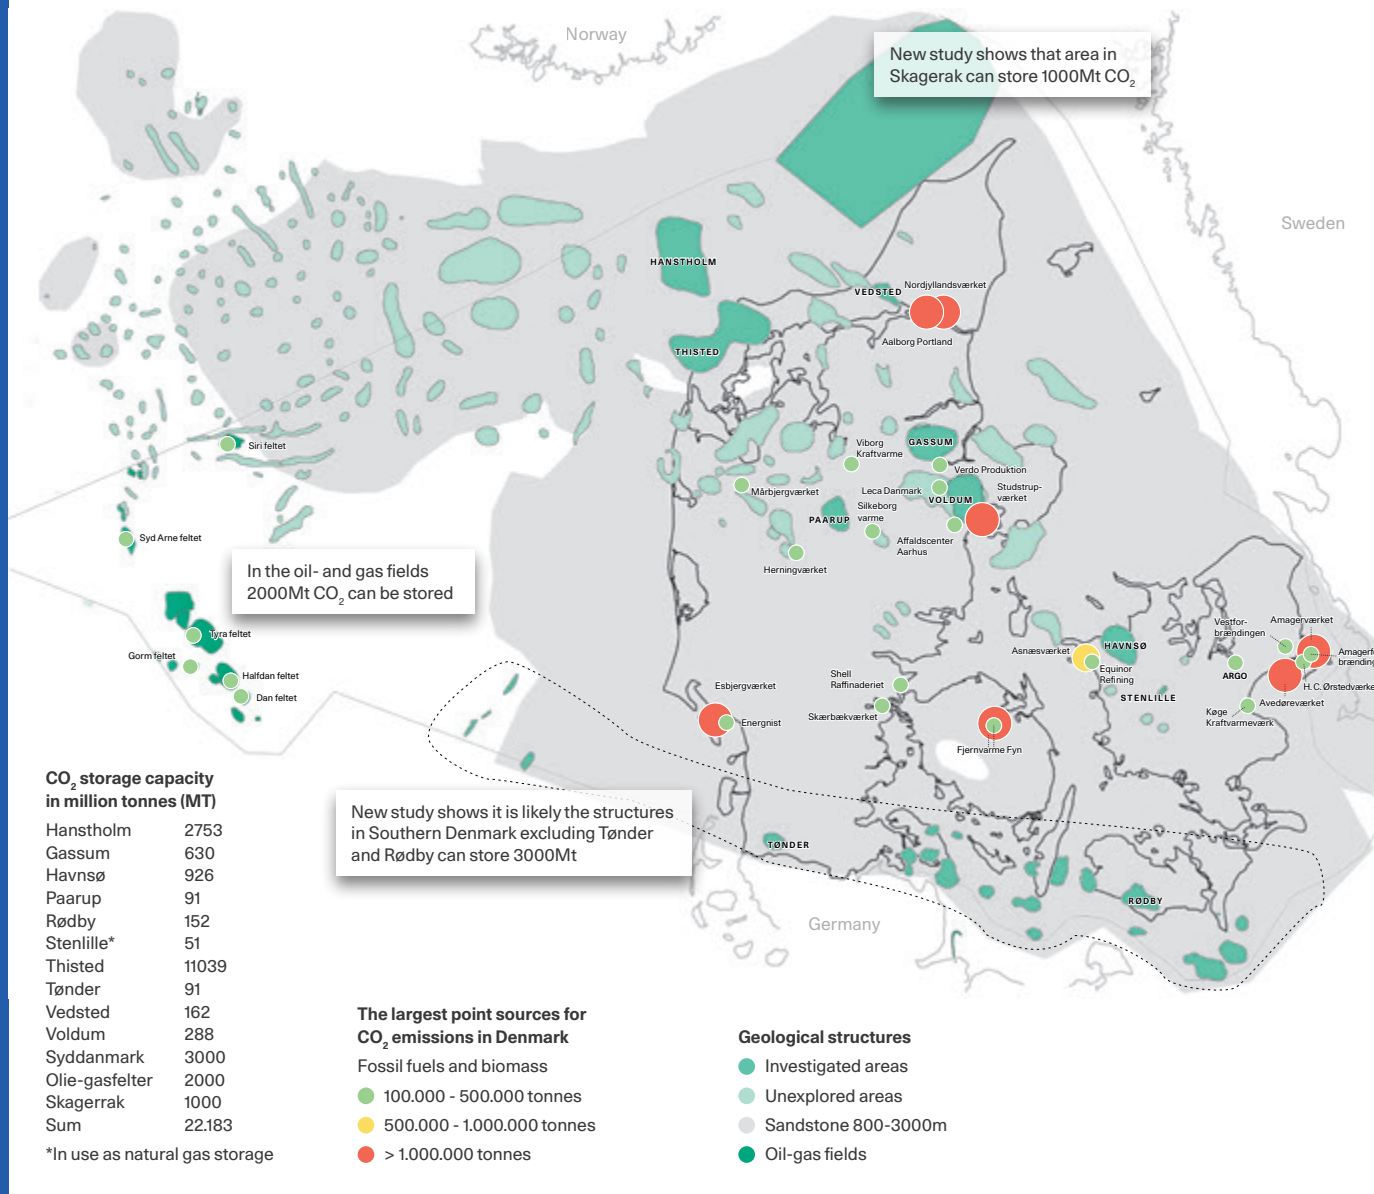 Norway
New study shows that area in
Skagerak can store 1000Mt CO2
Sweden
HANSTHOLM
VEDSTED
Nordjyllandsværket
Aalborg Portland
THISTED
Siri feltet
Viborg
Kraftvarme
GASSUM
Verdo Produktion
Mårbjergværket
Leca Danmark
VOLDUM
Studstrup-
værket
PAARUP
Silkeborg
varme
Affaldscenter
Aarhus
Herningværket
Syd Arne feltet
In the oil- and gas fields
2000Mt CO2 can be stored
Tyra feltet
Gorm feltet
Halfdan feltet
Dan feltet
Vestfor-
brændingen
Amagerværket
Asnæsværket
HAVNSØ
Equinor
Refining
Amagerfo
brænding
ARGO
H.C. Ørstedværke
Shell
Raffinaderiet
STENLILLE
Esbjergværket
Skærbækværket
Køge
Kraftvarmeværk
Avedøreværket
Energnist
Fjernvarme Fyn
New study shows it is likely the structures
in Southern Denmark excluding Tønder
and Rødby can store 3000Mt
TØNDER
RØDBY
Germany
CO2 storage capacity
in million tonnes (MT)
Hanstholm 2753
Gassum 630
Havnsø 926
Paarup 91
Rødby 152
Stenlille* 51
Thisted 11039
Tønder 91
Vedsted 162
Voldum 288
Syddanmark 3000
Olie-gasfelter 2000
Skagerrak 1000
Sum 22.183
*In use as natural gas storage
The largest point sources for
CO2 emissions in Denmark
Fossil fuels and biomass
100.000 - 500.000 tonnes
500.000 - 1.000.000 tonnes
> 1.000.000 tonnes
Geological structures
Investigated areas
Unexplored areas
Sandstone 800-3000m
Oil-gas fields